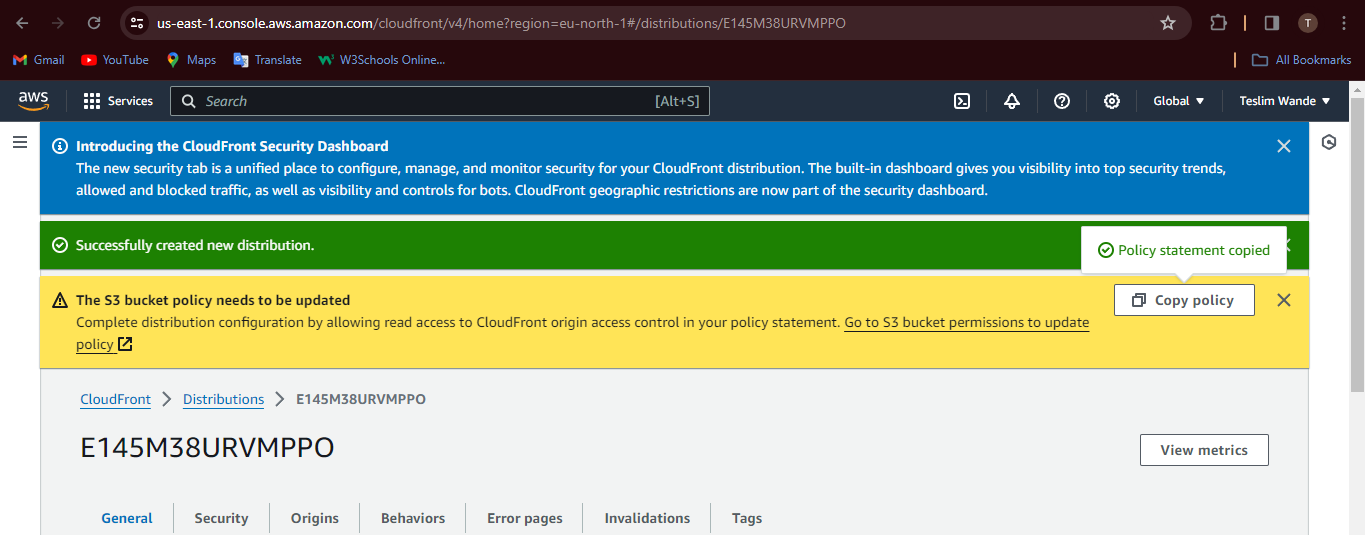 us-east-1.console.aws.amazon.com/cloudfront/v4/home?region=eu-north-1#/distributions/E145M38URVMPPO
T
Gmail YouTube Maps Translate W3Schools Online... All Bookmarks
aws Services Search [Alt+S] Global Teslim Wande
Introducing the CloudFront Security Dashboard
The new security tab is a unified place to configure, manage, and monitor security for your CloudFront distribution. The built-in dashboard gives you visibility into top security trends,
allowed and blocked traffic, as well as visibility and controls for bots. CloudFront geographic restrictions are now part of the security dashboard.
Successfully created new distribution.
Policy statement copied
The S3 bucket policy needs to be updated
Copy policy
Complete distribution configuration by allowing read access to CloudFront origin access control in your policy statement. Go to S3 bucket permissions to update
policy
CloudFront Distributions E145M38URVMPPO
E145M38URVMPPO
View metrics
General Security Origins Behaviors Error pages Invalidations Tags